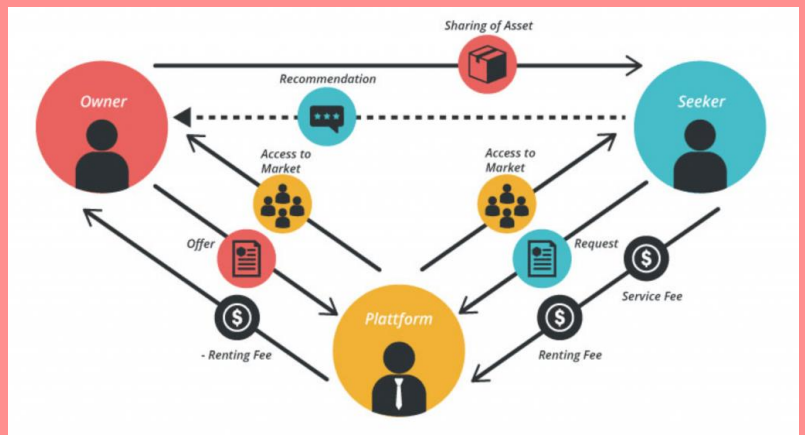 Sharing of Asset
Recommendation
Owner
Seeker
Access to
Market
Access to
Market
Offer
Request
$
Service Fee
Plattform
$
$
- Renting Fee
Renting Fee